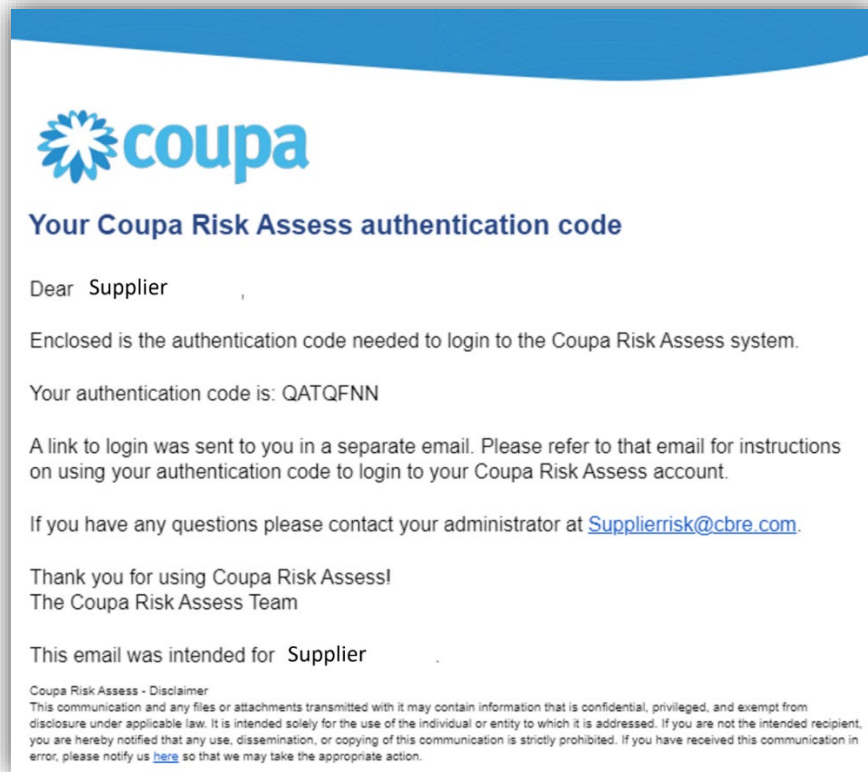 coupa
Your Coupa Risk Assess authentication code
Dear Supplier ,
Enclosed is the authentication code needed to login to the Coupa Risk Assess system.
Your authentication code is: QATQFNN
A link to login was sent to you in a separate email. Please refer to that email for instructions
on using your authentication code to login to your Coupa Risk Assess account.
If you have any questions please contact your administrator at Supplierrisk@cbre.com.
Thank you for using Coupa Risk Assess!
The Coupa Risk Assess Team
This email was intended for Supplier .
Coupa Risk Assess - Disclaimer
This communication and any files or attachments transmitted with it may contain information that is confidential, privileged, and exempt from
disclosure under applicable law. It is intended solely for the use of the individual or entity to which it is addressed. If you are not the intended recipient,
you are hereby notified that any use, dissemination, or copying of this communication is strictly prohibited. If you have received this communication in
error, please notify us here so that we may take the appropriate action.